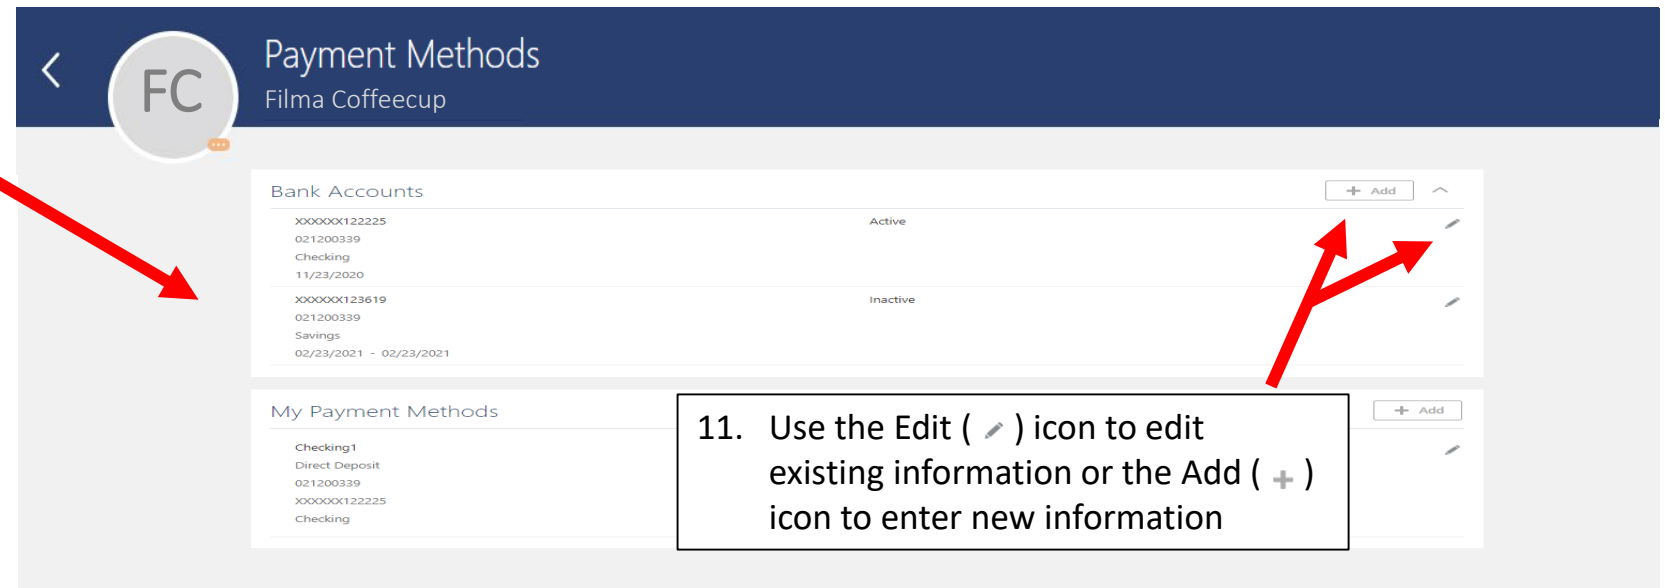 Payment Methods
FC
Filma Coffeecup
Bank Accounts
+ Add
XXXXXX122225
Active
021200339
Checking
11/23/2020
XXXXXX123619
Inactive
021200339
Savings
02/23/2021 - 02/23/2021
My Payment Methods
+ Add
Checking1
Direct Deposit
021200339
XXXXXX122225
Checking
11. Use the Edit ( ) icon to edit
existing information or the Add ( + )
icon to enter new information